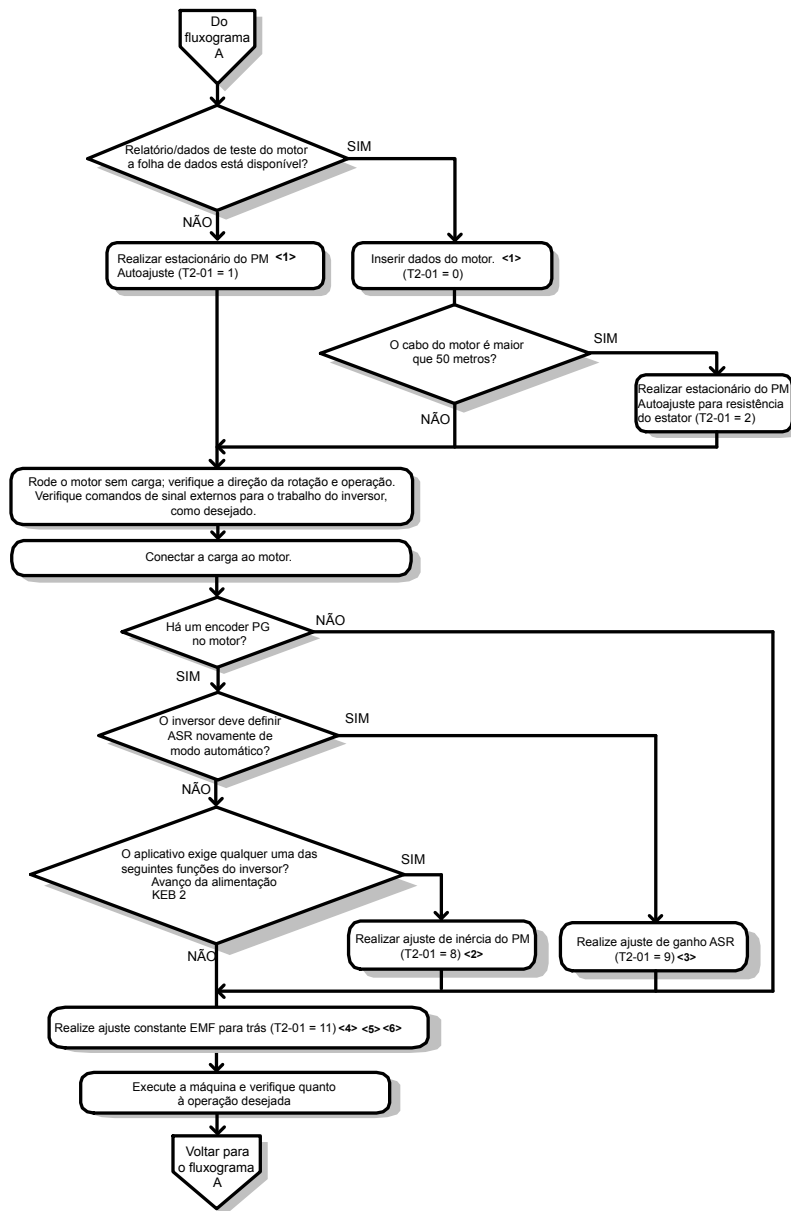 Do
fluxograma
A
Relatório/dados de teste do motor
a folha de dados está disponível?
SIM
NÃO
Realizar estacionário do PM <1>
Autoajuste (T2-01 = 1)
Inserir dados do motor. <1>
(T2-01 = 0)
O cabo do motor é maior
que 50 metros?
SIM
NÃO
Realizar estacionário do PM
Autoajuste para resistência
do estator (T2-01 = 2)
Rode o motor sem carga; verifique a direção da rotação e operação.
Verifique comandos de sinal externos para o trabalho do inversor,
como desejado.
Conectar a carga ao motor.
Há um encoder PG
no motor?
NÃO
SIM
O inversor deve definir
ASR novamente de
modo automático?
SIM
NÃO
O aplicativo exige qualquer uma das
seguintes funções do inversor?
Avanço da alimentação
KEB 2
SIM
NÃO
Realizar ajuste de inércia do PM
(T2-01 = 8) <2>
Realize ajuste de ganho ASR
(T2-01 = 9) <3>
Realize ajuste constante EMF para trás (T2-01 = 11) <4> <5> <6>
Execute a máquina e verifique quanto
à operação desejada
Voltar para
o fluxograma
A